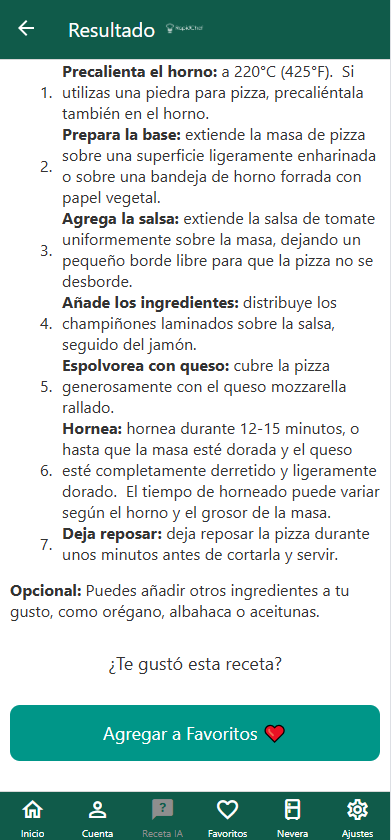 Resultado RapidChef
Precalienta el horno: a 220°C (425°F).  Si
1. utilizas una piedra para pizza, precaliéntala
también en el horno.
Prepara la base: extiende la masa de pizza
2. sobre una superficie ligeramente enharinada
o sobre una bandeja de horno forrada con
papel vegetal.
Agrega la salsa: extiende la salsa de tomate
3. uniformemente sobre la masa, dejando un
pequeño borde libre para que la pizza no se
desborde.
Añade los ingredientes: distribuye los
4. champiñones laminados sobre la salsa,
seguido del jamón.
Espolvorea con queso: cubre la pizza
5. generosamente con el queso mozzarella
rallado.
Hornea: hornea durante 12-15 minutos, o
hasta que la masa esté dorada y el queso
6. esté completamente derretido y ligeramente
dorado.  El tiempo de horneado puede variar
según el horno y el grosor de la masa.
7. Deja reposar: deja reposar la pizza durante
unos minutos antes de cortarla y servir.
Opcional: Puedes añadir otros ingredientes a tu
gusto, como orégano, albahaca o aceitunas.
¿Te gustó esta receta?
Agregar a Favoritos ❤️
Inicio Cuenta Receta IA Favoritos Nevera Ajustes